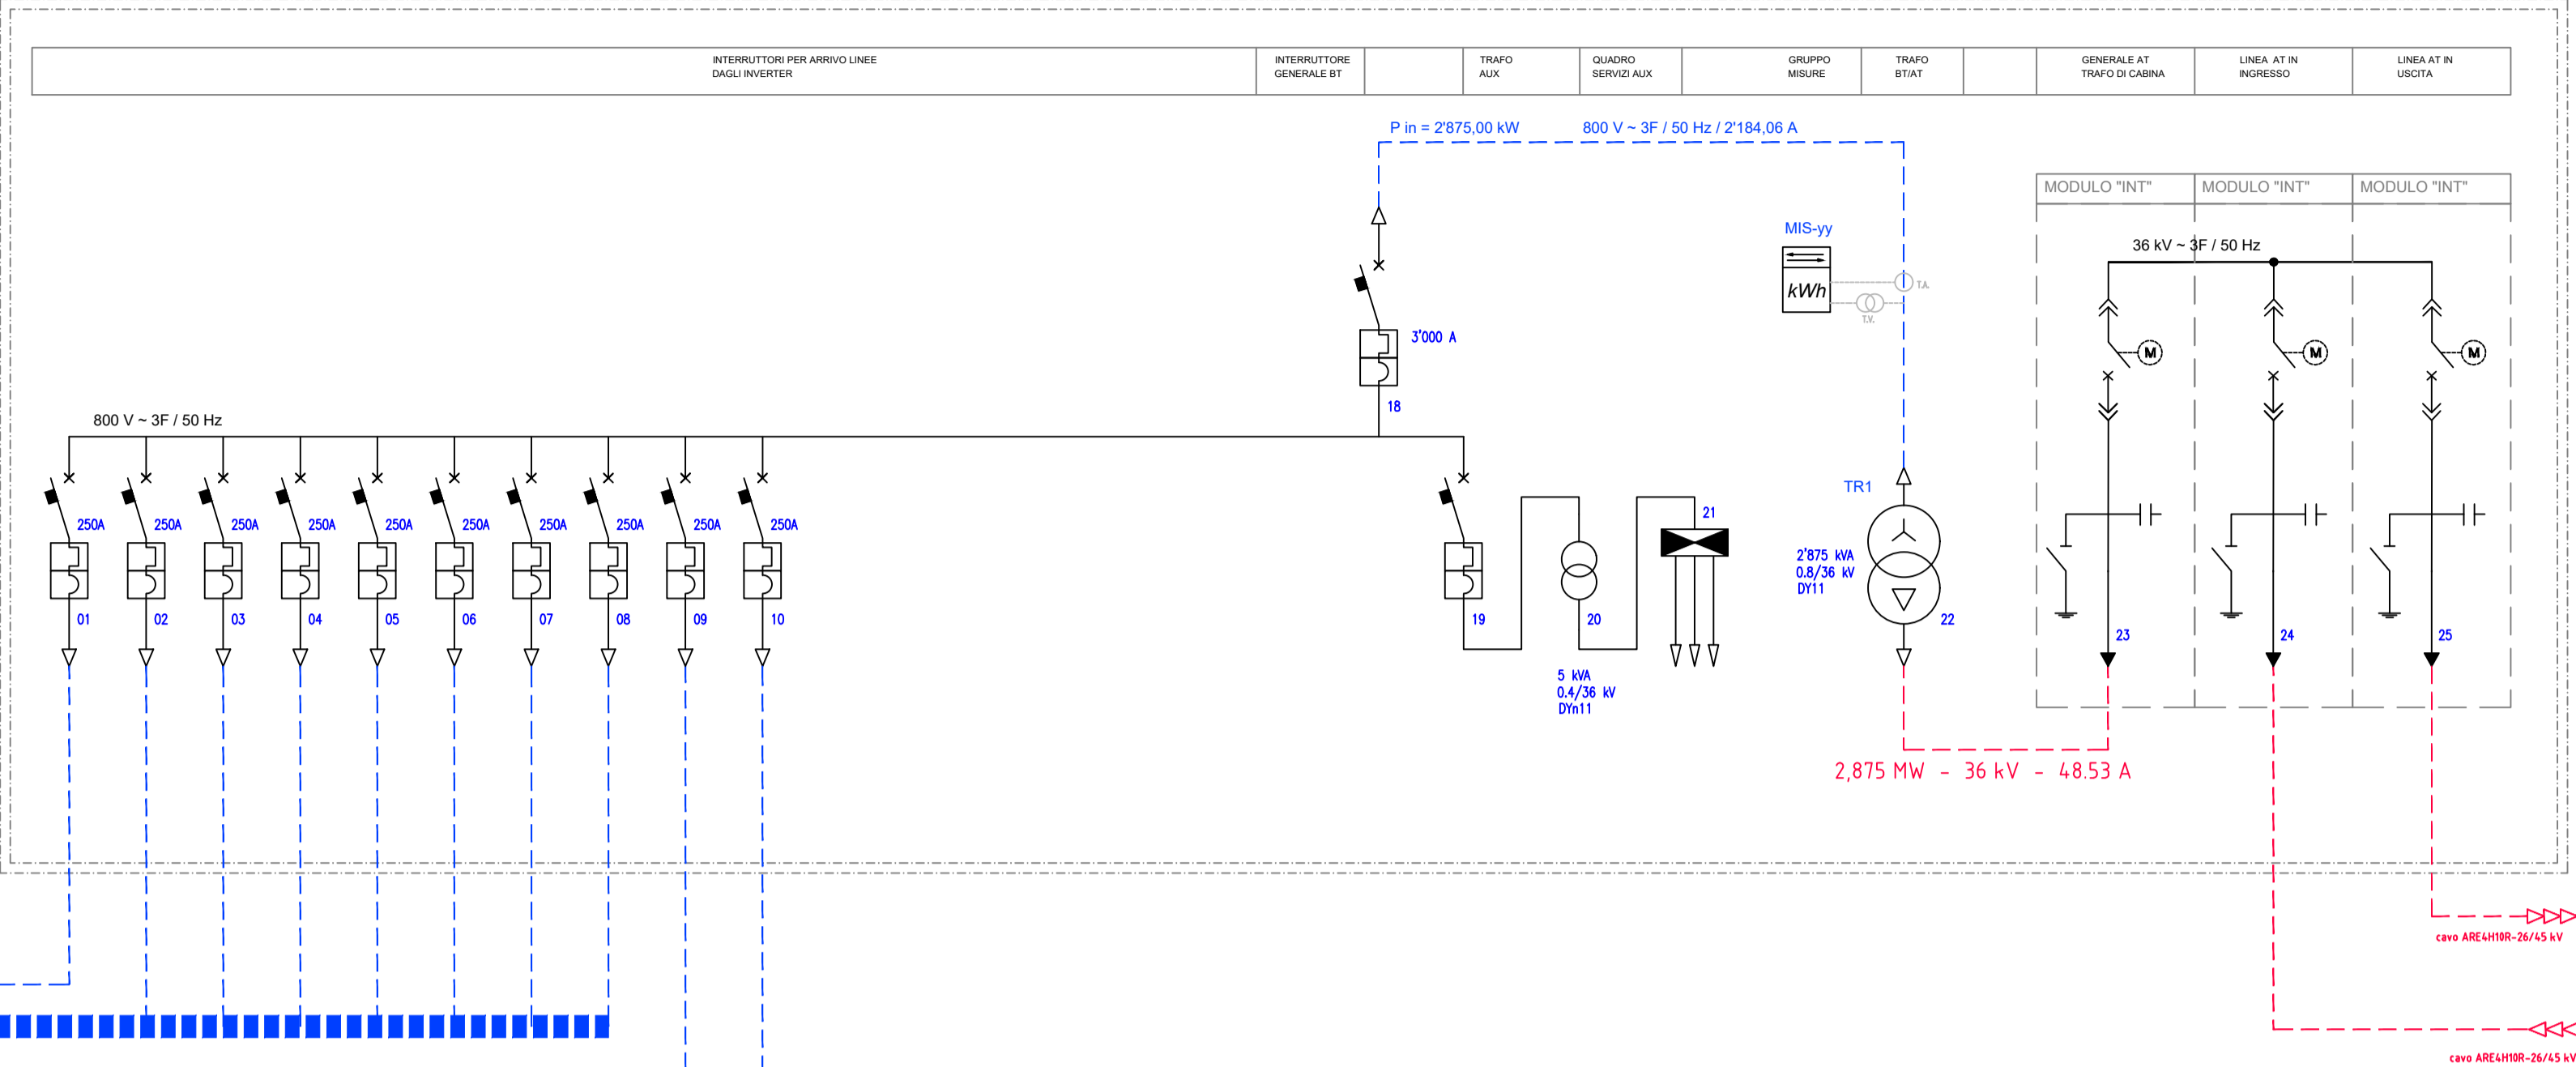 INTERRUTTORI PER ARRIVO LINEE
DAGLI INVERTER
INTERRUTTORE
GENERALE BT
TRAFO
AUX
QUADRO
SERVIZI AUX
GRUPPO
MISURE
TRAFO
BT/AT
GENERALE AT
TRAFO DI CABINA
LINEA AT IN
INGRESSO
LINEA AT IN
USCITA
P in = 2'875,00 kW
800 V ~ 3F / 50 Hz / 2'184,06 A
MODULO "INT"
MODULO "INT"
MODULO "INT"
MIS-yy
kWh
T.A.
T.V.
36 kV ~ 3F / 50 Hz
M
M
M
3'000 A
18
800 V ~ 3F / 50 Hz
250A
250A
250A
250A
250A
250A
250A
250A
250A
250A
01
02
03
04
05
06
07
08
09
10
19
20
5 kVA
0.4/36 kV
DYn11
21
TR1
2'875 kVA
0.8/36 kV
DY11
22
23
24
25
2,875 MW - 36 kV - 48.53 A
cavo ARE4H10R-26/45 kV
cavo ARE4H10R-26/45 kV